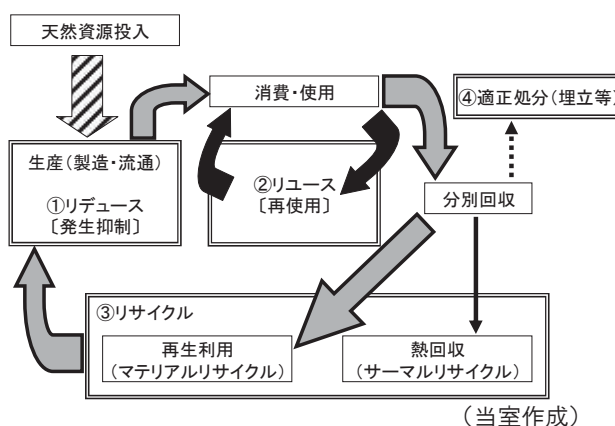 天然資源投入
消費・使用
④適正処分(埋立等)
生産(製造・流通)
①リデュース
〔発生抑制〕
②リユース
〔再使用〕
分別回収
③リサイクル
再生利用
(マテリアルリサイクル)
熱回収
(サーマルリサイクル)
(当室作成)